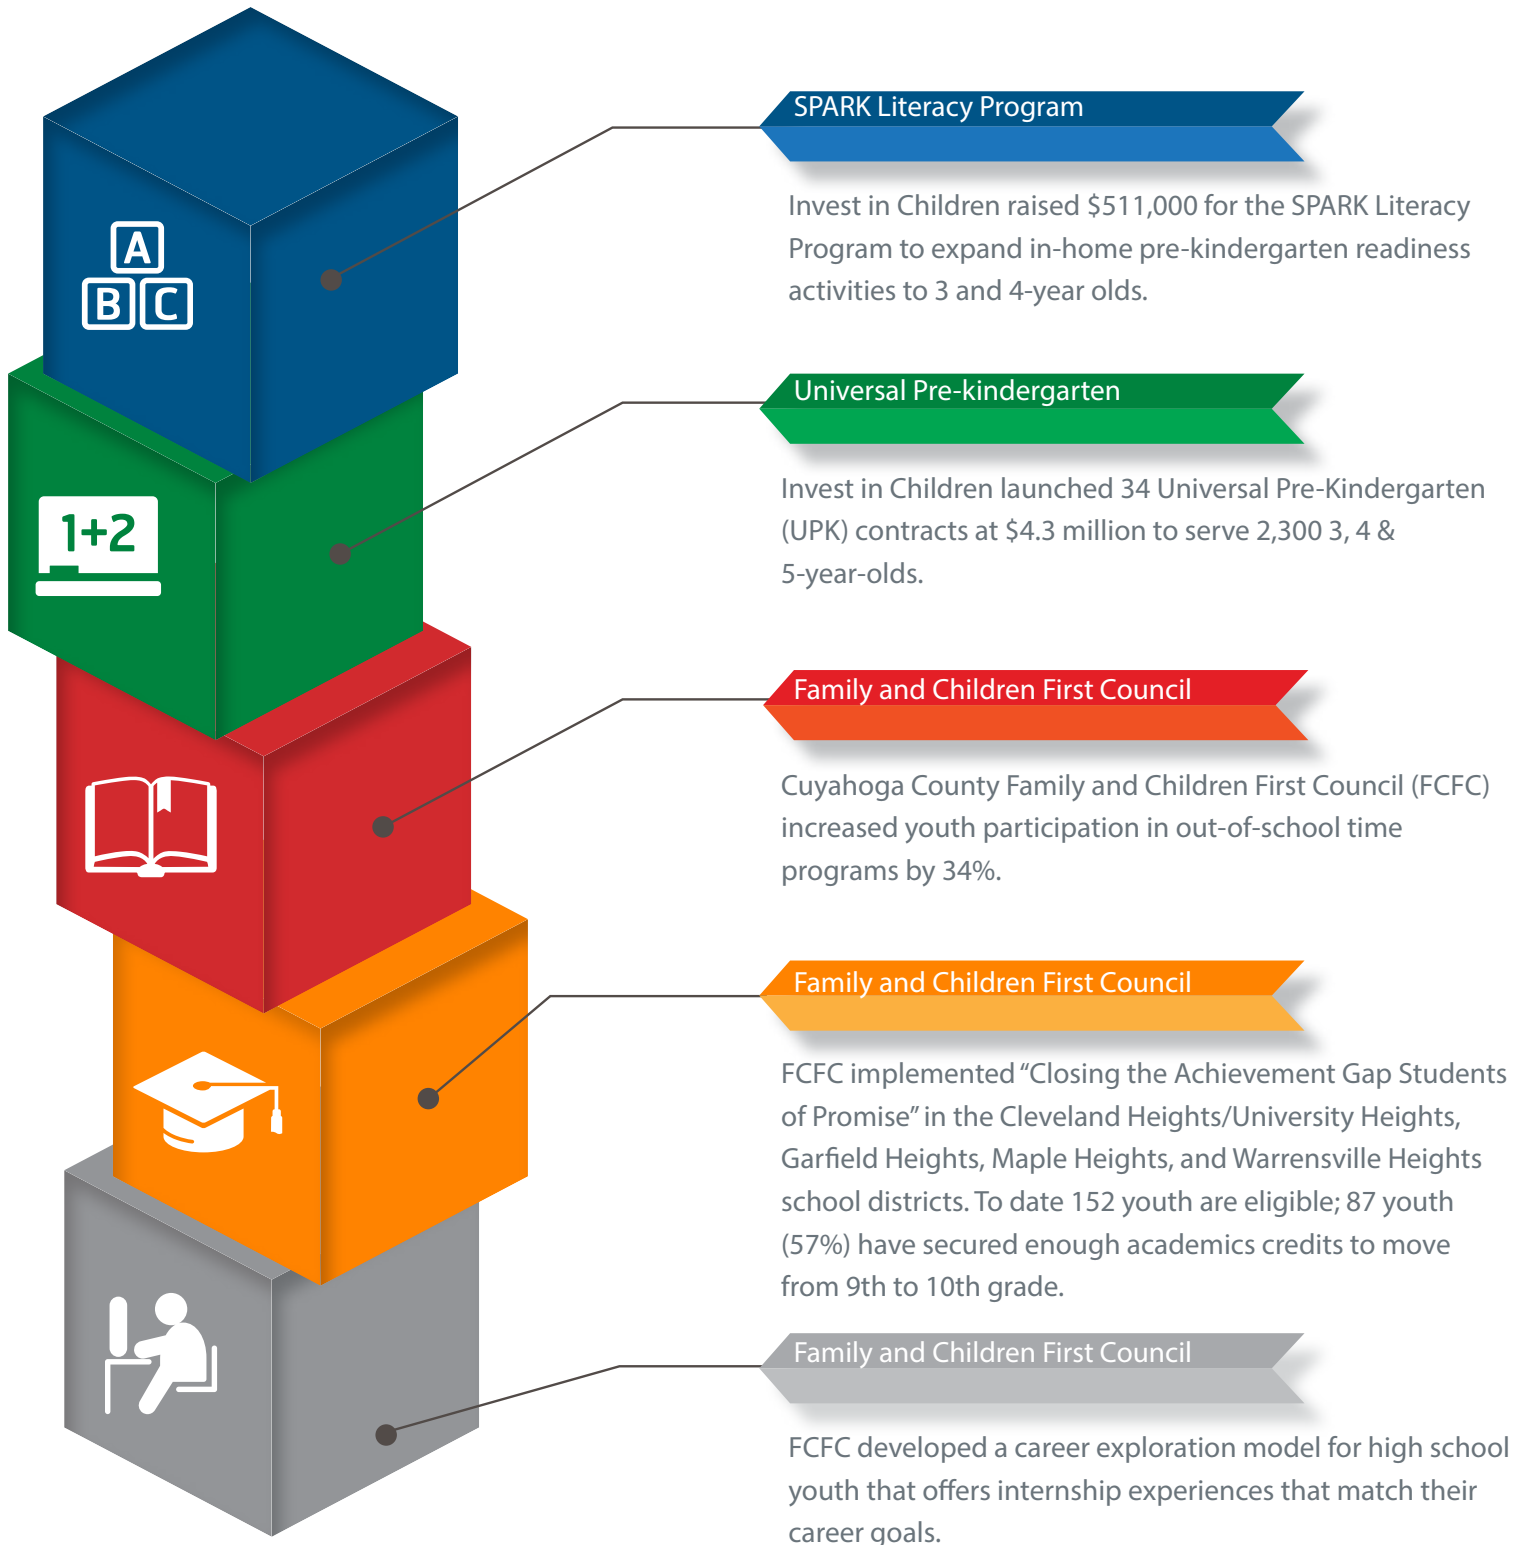 A
B C
SPARK Literacy Program
Invest in Children raised $511,000 for the SPARK Literacy
Program to expand in-home pre-kindergarten readiness
activities to 3 and 4-year olds.
1+2
Universal Pre-kindergarten
Invest in Children launched 34 Universal Pre-Kindergarten
(UPK) contracts at $4.3 million to serve 2,300 3, 4 &
5-year-olds.
Family and Children First Council
Cuyahoga County Family and Children First Council (FCFC)
increased youth participation in out-of-school time
programs by 34%.
Family and Children First Council
FCFC implemented “Closing the Achievement Gap Students
of Promise” in the Cleveland Heights/University Heights,
Garfield Heights, Maple Heights, and Warrensville Heights
school districts. To date 152 youth are eligible; 87 youth
(57%) have secured enough academics credits to move
from 9th to 10th grade.
Family and Children First Council
FCFC developed a career exploration model for high school
youth that offers internship experiences that match their
career goals.